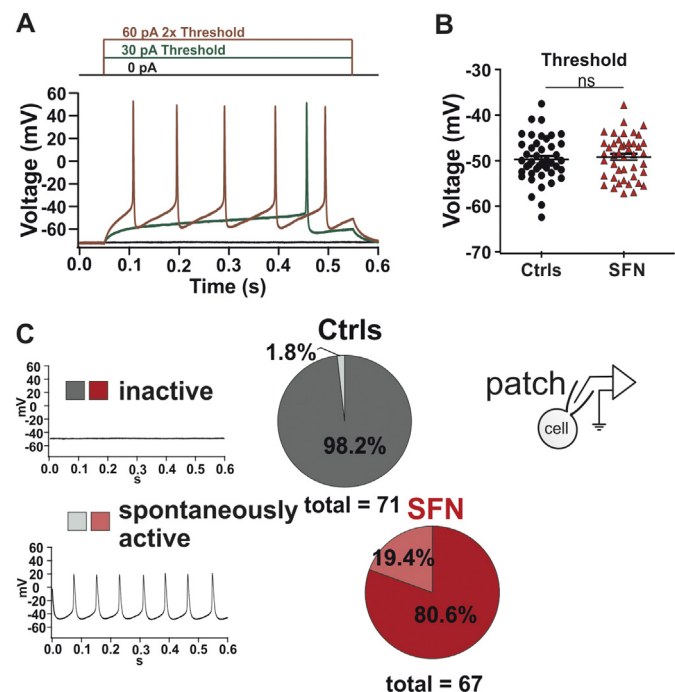 A
60 pA 2x Threshold
30 pA Threshold
0 pA
Voltage (mV)
60
40
20
0
-20
-40
-60
0.0 0.1 0.2 0.3 0.4 0.5 0.6
Time (s)
B
Threshold
ns
Voltage (mV)
-30
-40
-50
-60
-70
Ctrls SFN
C
mV
60
40
20
0
-20
-40
-60
0.0 0.1 0.2 0.3 0.4 0.5 0.6
s
inactive
Ctrls
1.8%
98.2%
total = 71
patch
cell
spontaneously
active
mV
60
40
20
0
-20
-40
-60
0.0 0.1 0.2 0.3 0.4 0.5 0.6
s
SFN
19.4%
80.6%
total = 67